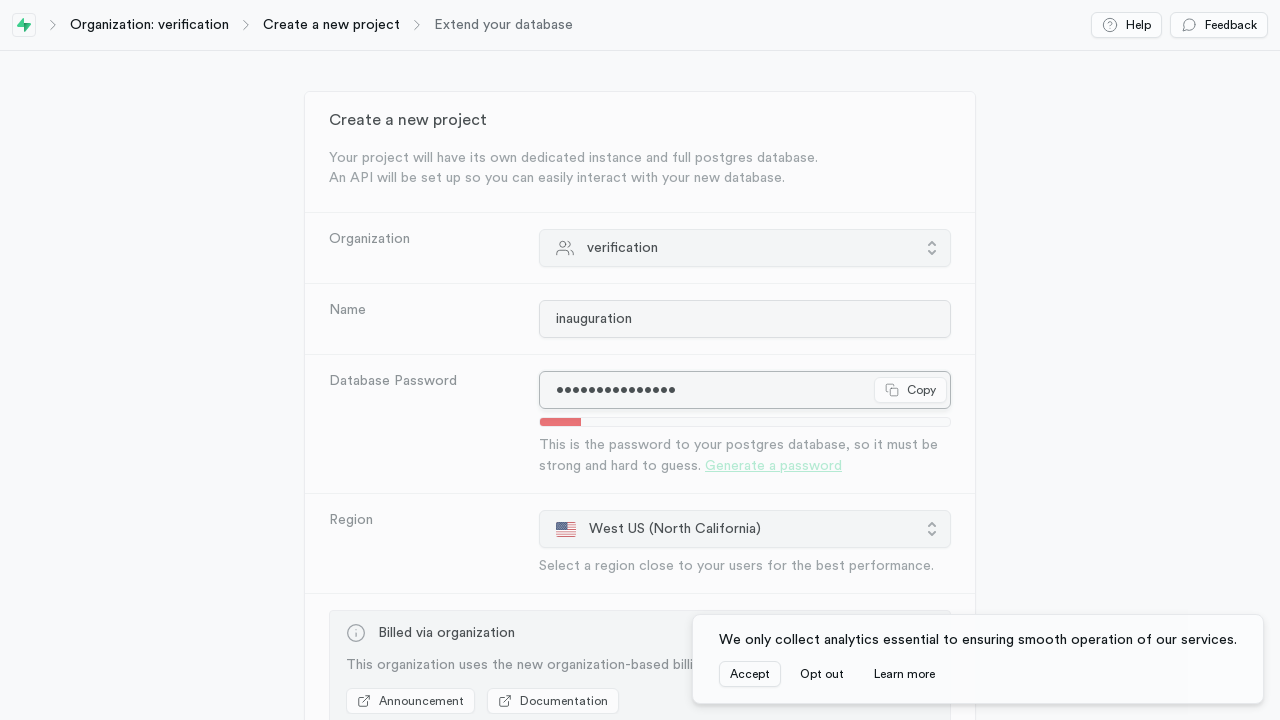 Organization: verification
Create a new project
Extend your database
Help
Feedback
Create a new project
Your project will have its own dedicated instance and full postgres database.
An API will be set up so you can easily interact with your new database.
Organization
verification
Name
inauguration
Database Password
•••••••••••••••
Copy
This is the password to your postgres database, so it must be
strong and hard to guess. Generate a password
Region
West US (North California)
Select a region close to your users for the best performance.
Billed via organization
This organization uses the new organization-based
Announcement
Documentation
We only collect analytics essential to ensuring smooth operation of our services.
Accept
Opt out
Learn more